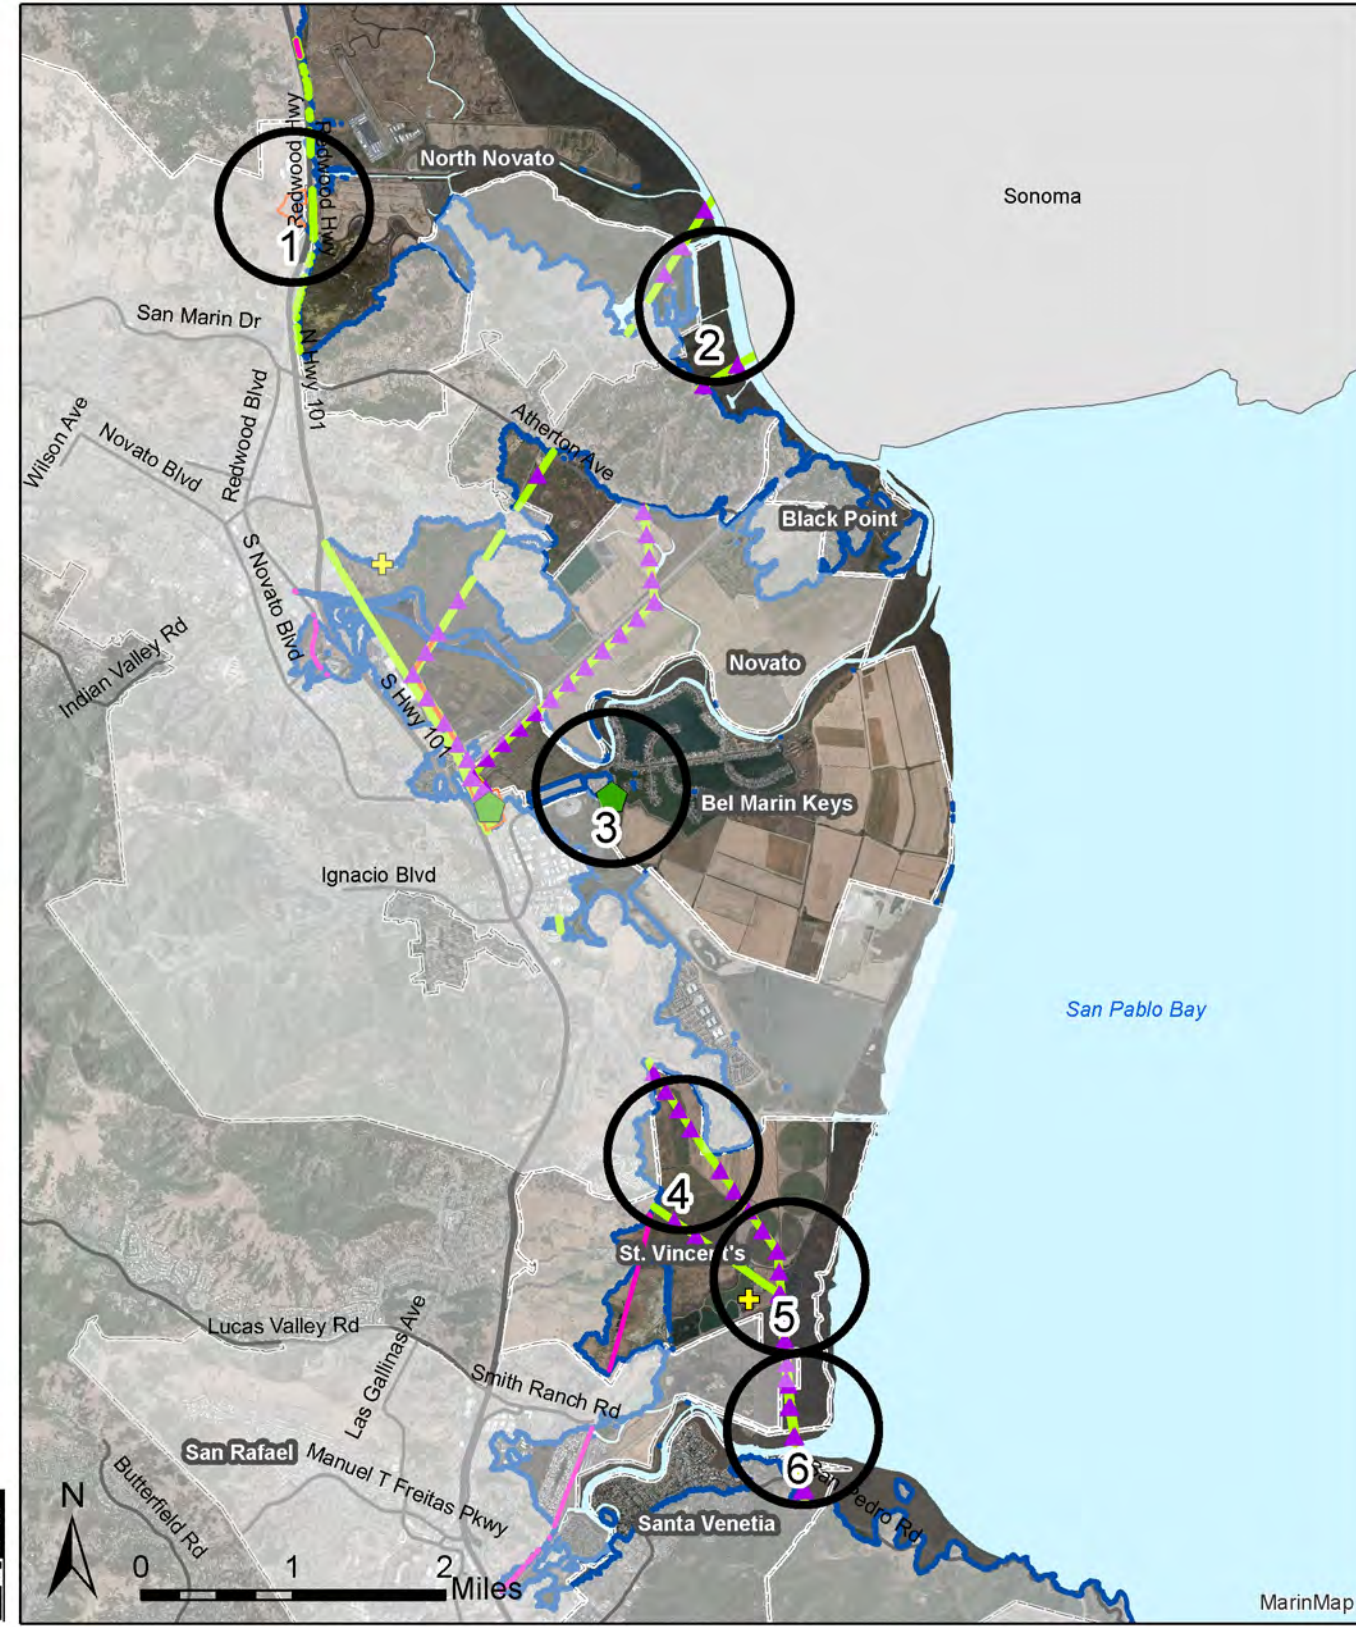 Redwood Hwy
Redwood Hwy
North Novato
Sonoma
1
San Marin Dr
N Hwy 101
2
Redwood Blvd
Wilson Ave
Novato Blvd
Atherton Ave
Black Point
S Novato Blvd
Indian Valley Rd
Novato
S Hwy 101
Bel Marin Keys
3
Ignacio Blvd
San Pablo Bay
4
St. Vincent's
5
Lucas Valley Rd
Las Gallinas Ave
Smith Ranch Rd
San Rafael
Manuel T Freitas Pkwy
Butterfield Rd
6
San Pedro Rd
Santa Venetia
N
0 1 2
Miles
MarinMap